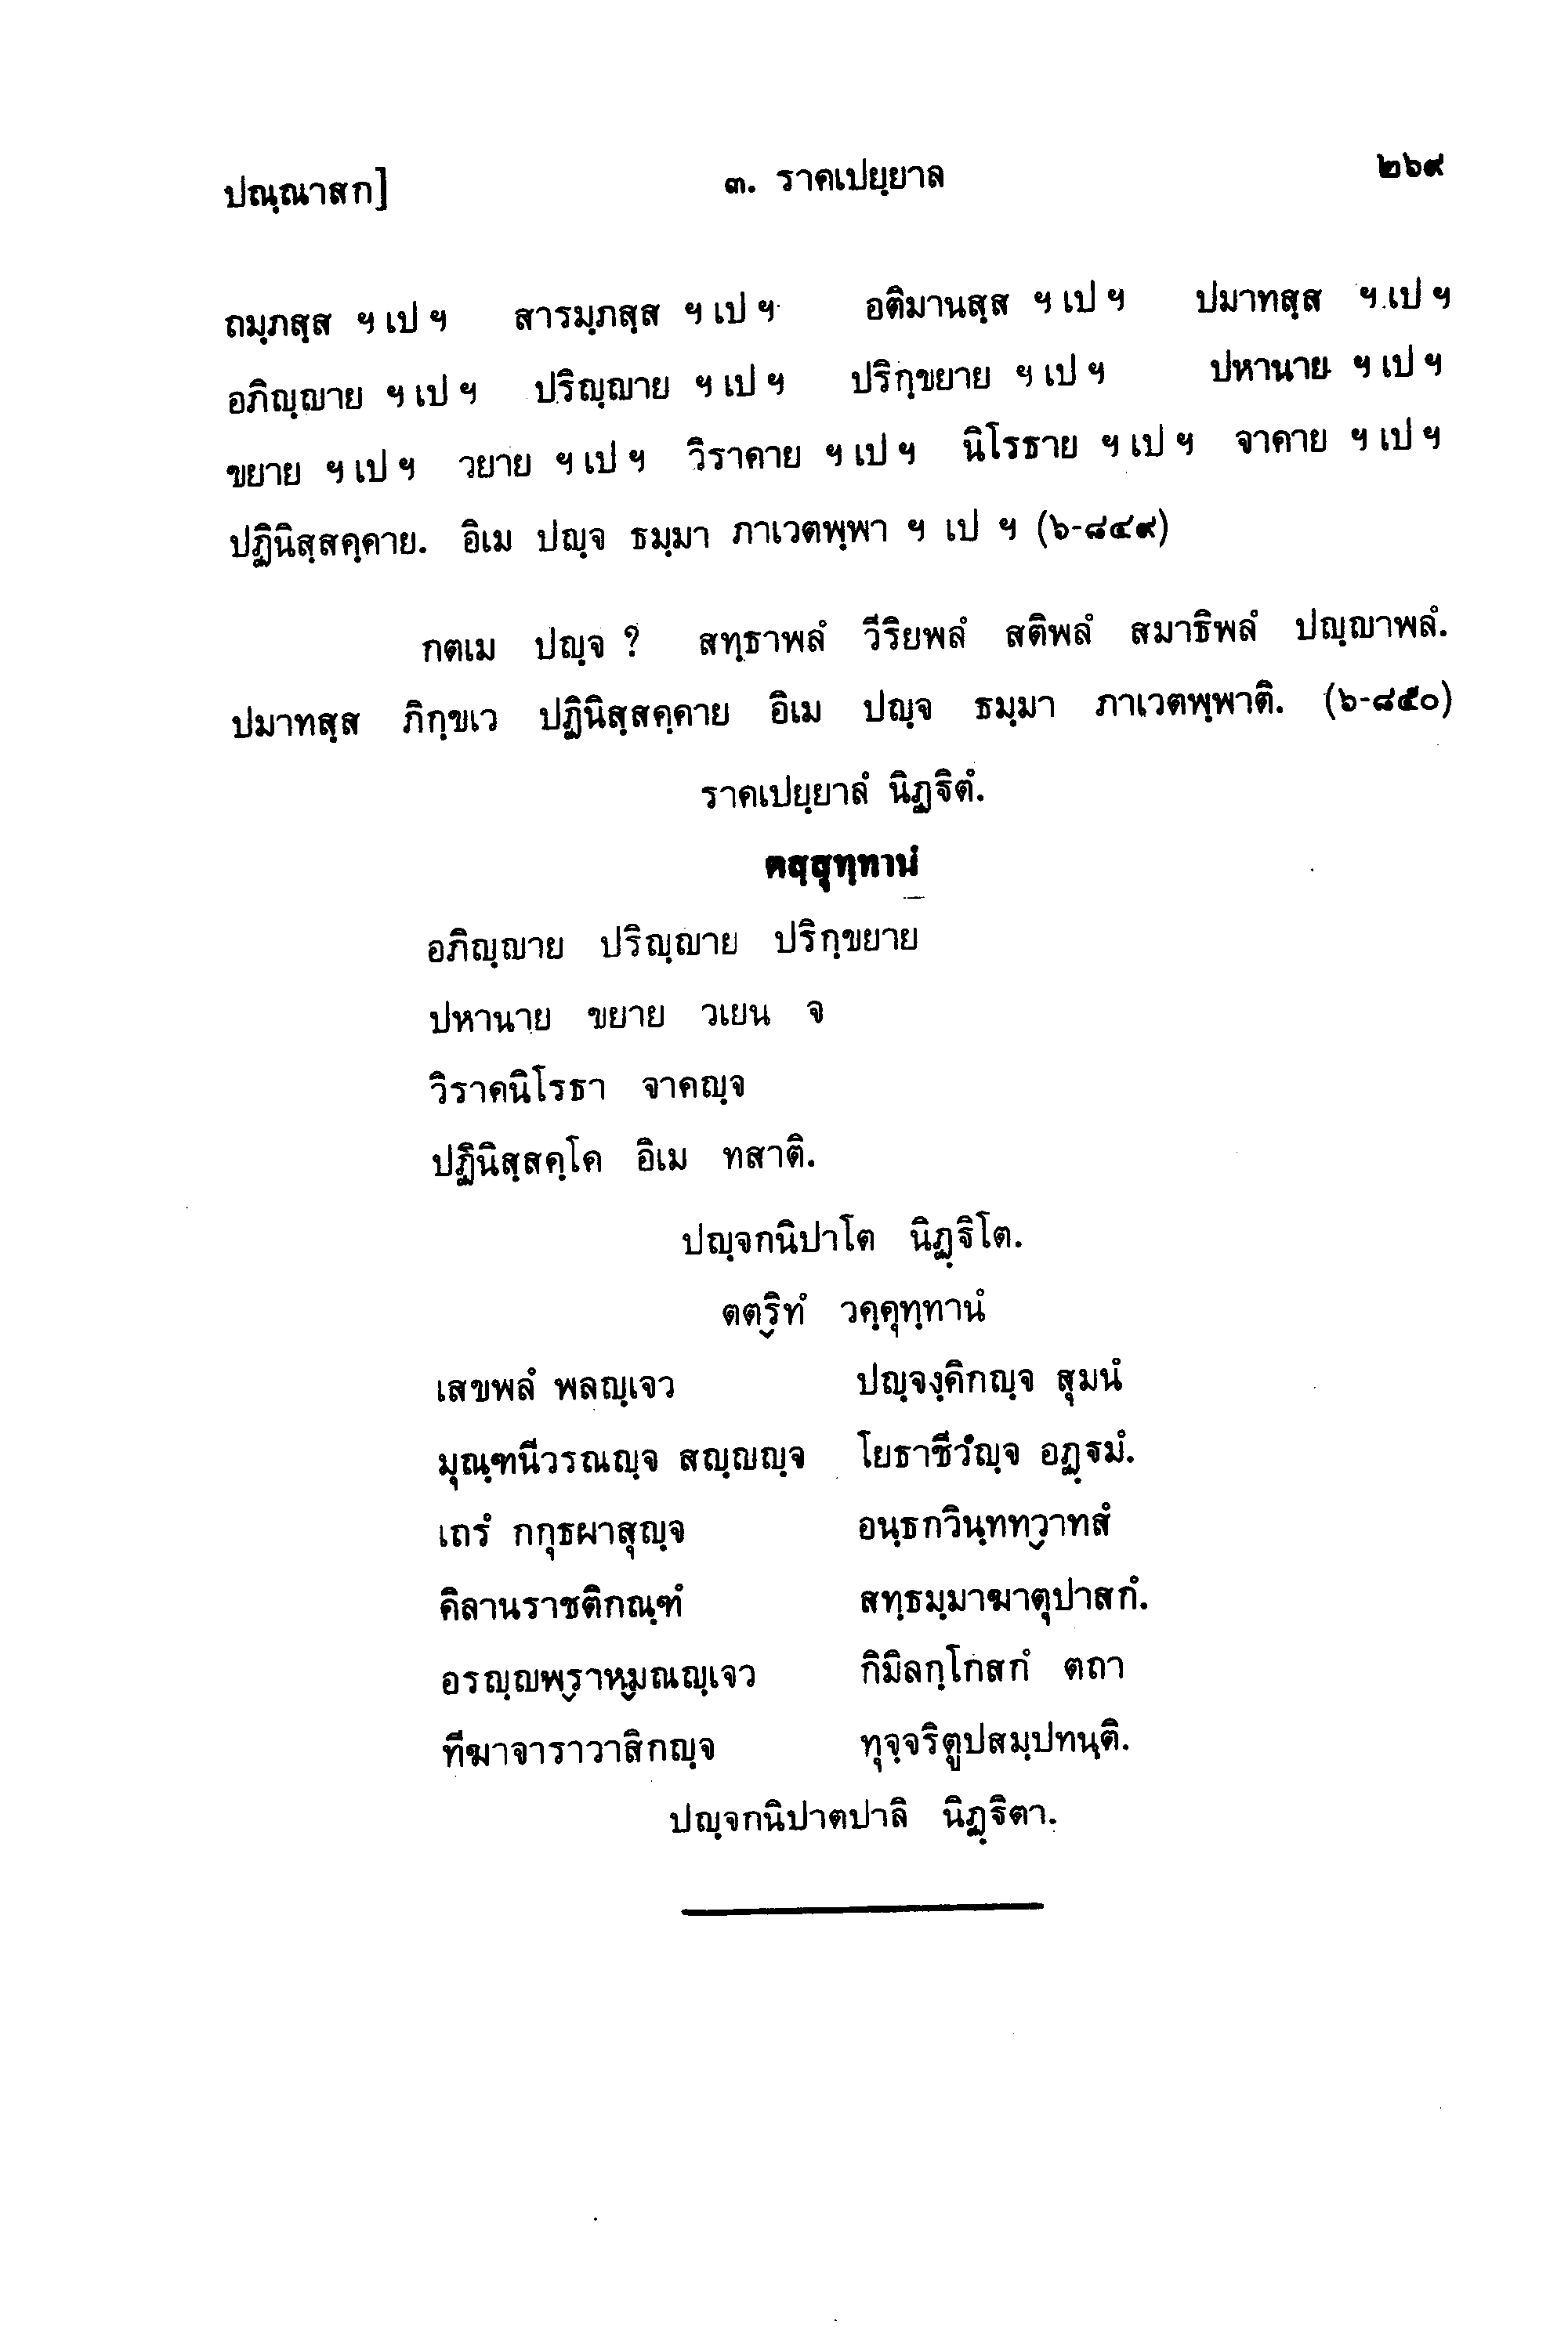 ปณฺณาสก] ๓. ราคเปยฺยาล ๒๖๙
ถมฺภสฺส ฯ เป ฯ สารมฺภสฺส ฯ เป ฯ อติมานสฺส ฯ เป ฯ ปมาทสฺส ฯ เป ฯ
อภิญฺญาย ฯ เป ฯ ปริญฺญาย ฯ เป ฯ ปริกฺขยาย ฯ เป ฯ ปหานาย ฯ เป ฯ
ขยาย ฯ เป ฯ วยาย ฯ เป ฯ วิราคาย ฯ เป ฯ นิโรธาย ฯ เป ฯ จาคาย ฯ เป ฯ
ปฏินิสฺสคฺคาย. อิเม ปญฺจ ธมฺมา ภาเวตพฺพา ฯ เป ฯ (๖-๘๔๙)
กตเม ปญฺจ ? สทฺธาพลํ วีริยพลํ สติพลํ สมาธิพลํ ปญฺญาพลํ.
ปมาทสฺส ภิกฺขเว ปฏินิสฺสคฺคาย อิเม ปญฺจ ธมฺมา ภาเวตพฺพาติ. (๖-๘๕๐)
ราคเปยฺยาลํ นิฏฺฐิตํ.
ตสฺสุทฺทานํ
อภิญฺญาย ปริญฺญาย ปริกฺขยาย
ปหานาย ขยาย วเยน จ
วิราคนิโรธา จาคญฺจ
ปฏินิสฺสคฺโค อิเม ทสาติ.
ปญฺจกนิปาโต นิฏฺฐิโต.
ตตฺริทํ วคฺคุทฺทานํ
เสขพลํ พลญฺเจว ปญฺจงฺคิกญฺจ สุมนํ
มุณฺฑนีวรณญฺจ สญฺญญฺจ โยธาชีวํญฺจ อฏฺฐมํ.
เถรํ กกุธผาสุญฺจ อนฺธกวินฺททฺวาทสํ
คิลานราชติกณฺฑํ สทฺธมฺมาฆาตุปาสกํ.
อรญฺญพฺราหฺมณญฺเจว กิมิลกฺโกสกํ ตถา
ทีฆาจาราวาสิกญฺจ ทุจฺจริตูปสมฺปทนฺติ.
ปญฺจกนิปาตปาลิ นิฏฺฐิตา.